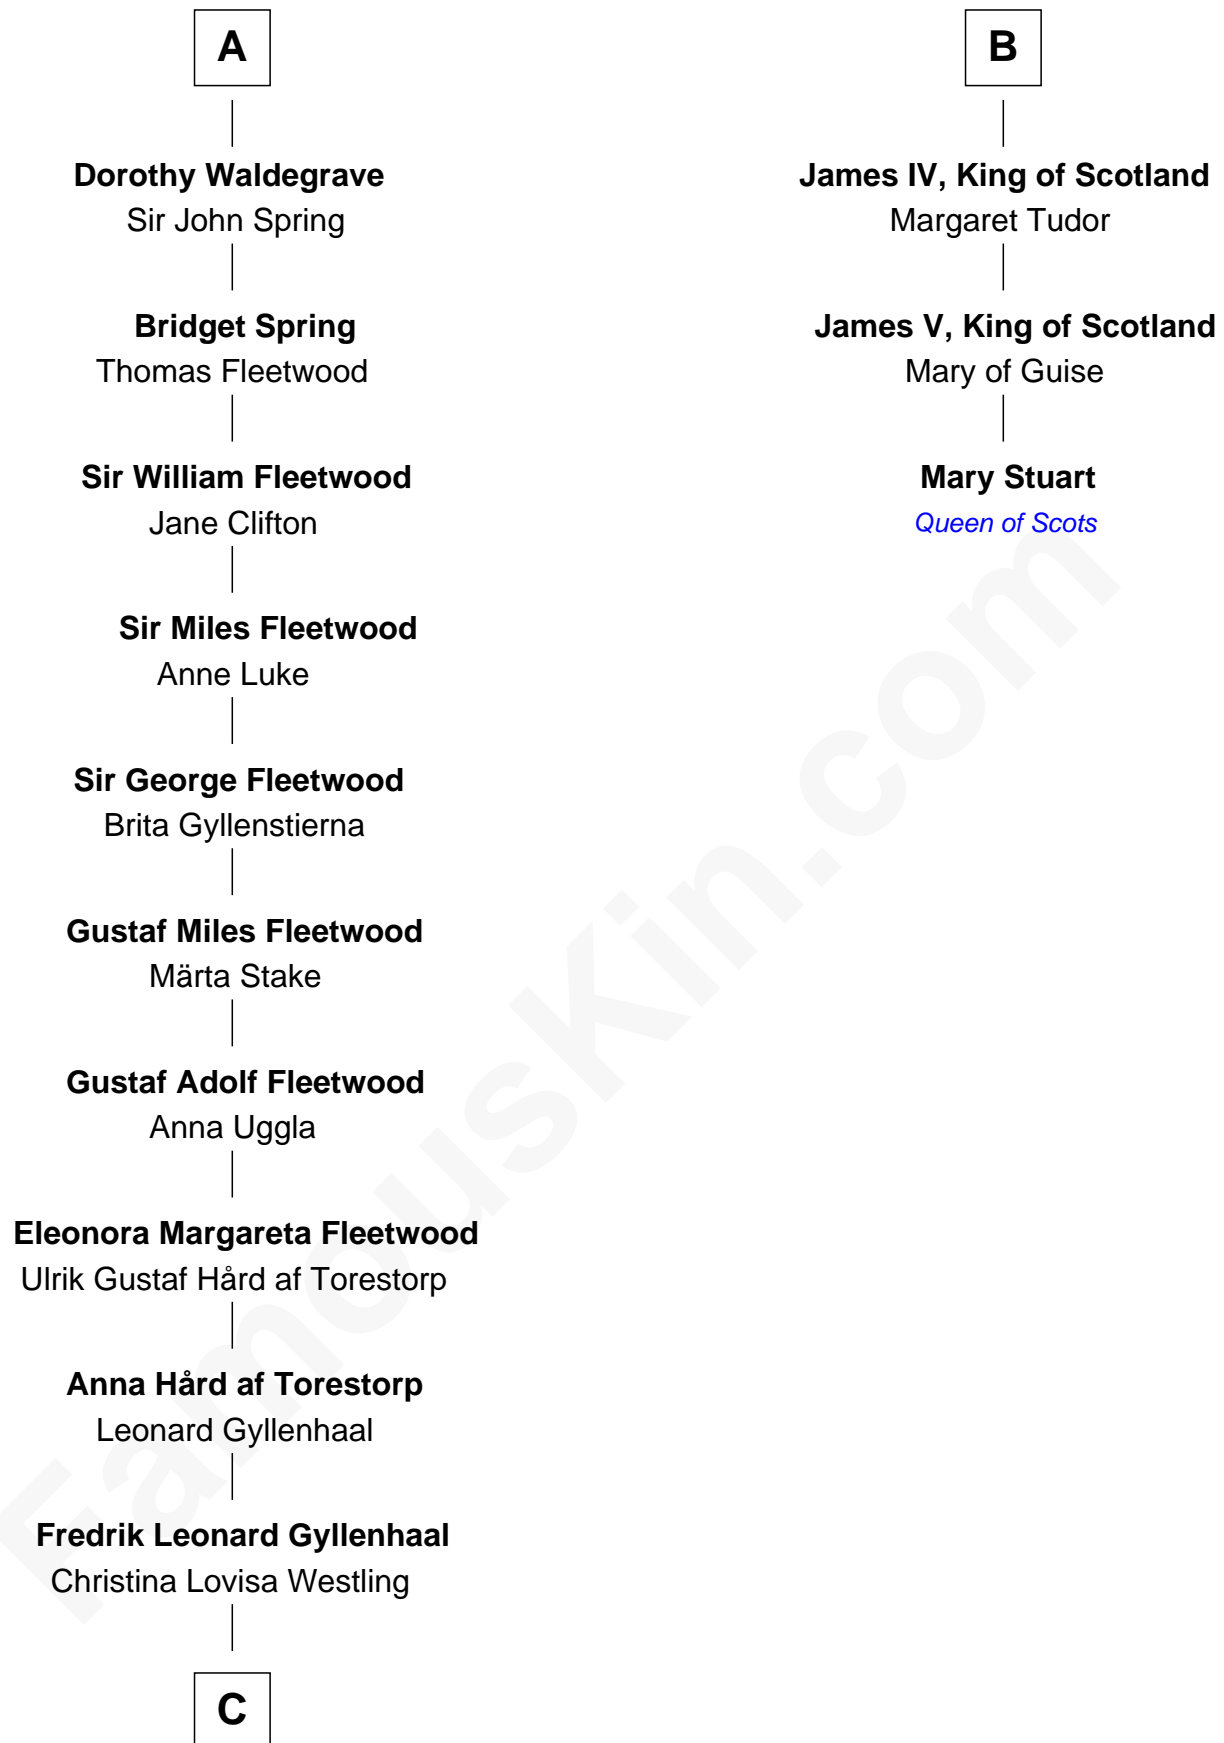 A
Dorothy Waldegrave
Sir John Spring
Bridget Spring
Thomas Fleetwood
Sir William Fleetwood
Jane Clifton
Sir Miles Fleetwood
Anne Luke
Sir George Fleetwood
Brita Gyllenstierna
Gustaf Miles Fleetwood
Märta Stake
Gustaf Adolf Fleetwood
Anna Uggla
Eleonora Margareta Fleetwood
Ulrik Gustaf Hård af Torestorp
Anna Hård af Torestorp
Leonard Gyllenhaal
Fredrik Leonard Gyllenhaal
Christina Lovisa Westling
C
B
James IV, King of Scotland
Margaret Tudor
James V, King of Scotland
Mary of Guise
Mary Stuart
Queen of Scots
FamousKin.com